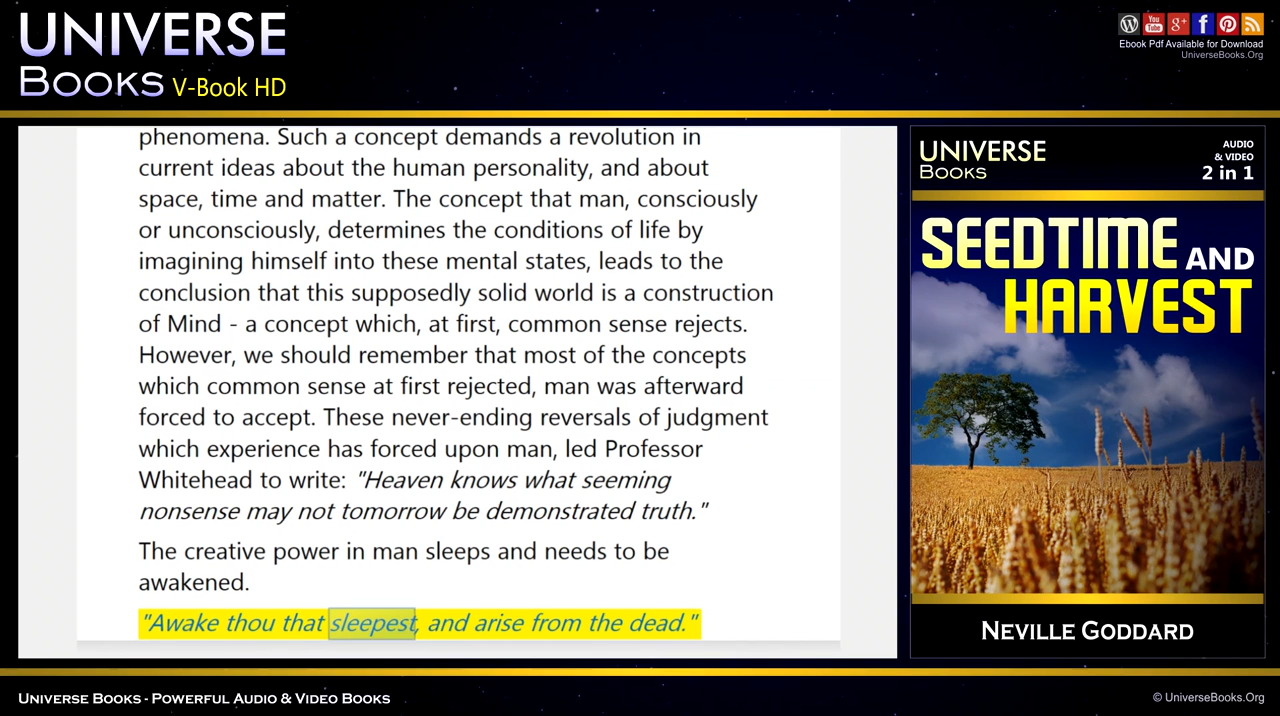 UNIVERSE
BOOKS V-Book HD
Ebook Pdf Available for Download
UniverseBooks.Org
phenomena. Such a concept demands a revolution in
current ideas about the human personality, and about
space, time and matter. The concept that man, consciously
or unconsciously, determines the conditions of life by
imagining himself into these mental states, leads to the
conclusion that this supposedly solid world is a construction
of Mind - a concept which, at first, common sense rejects.
However, we should remember that most of the concepts
which common sense at first rejected, man was afterward
forced to accept. These never-ending reversals of judgment
which experience has forced upon man, led Professor
Whitehead to write: "Heaven knows what seeming
nonsense may not tomorrow be demonstrated truth."
The creative power in man sleeps and needs to be
awakened.
"Awake thou that sleepest, and arise from the dead."
UNIVERSE
BOOKS
AUDIO
& VIDEO
2 in 1
SEEDTIME AND
HARVEST
NEVILLE GODDARD
UNIVERSE BOOKS - POWERFUL AUDIO & VIDEO BOOKS
© UniverseBooks.Org